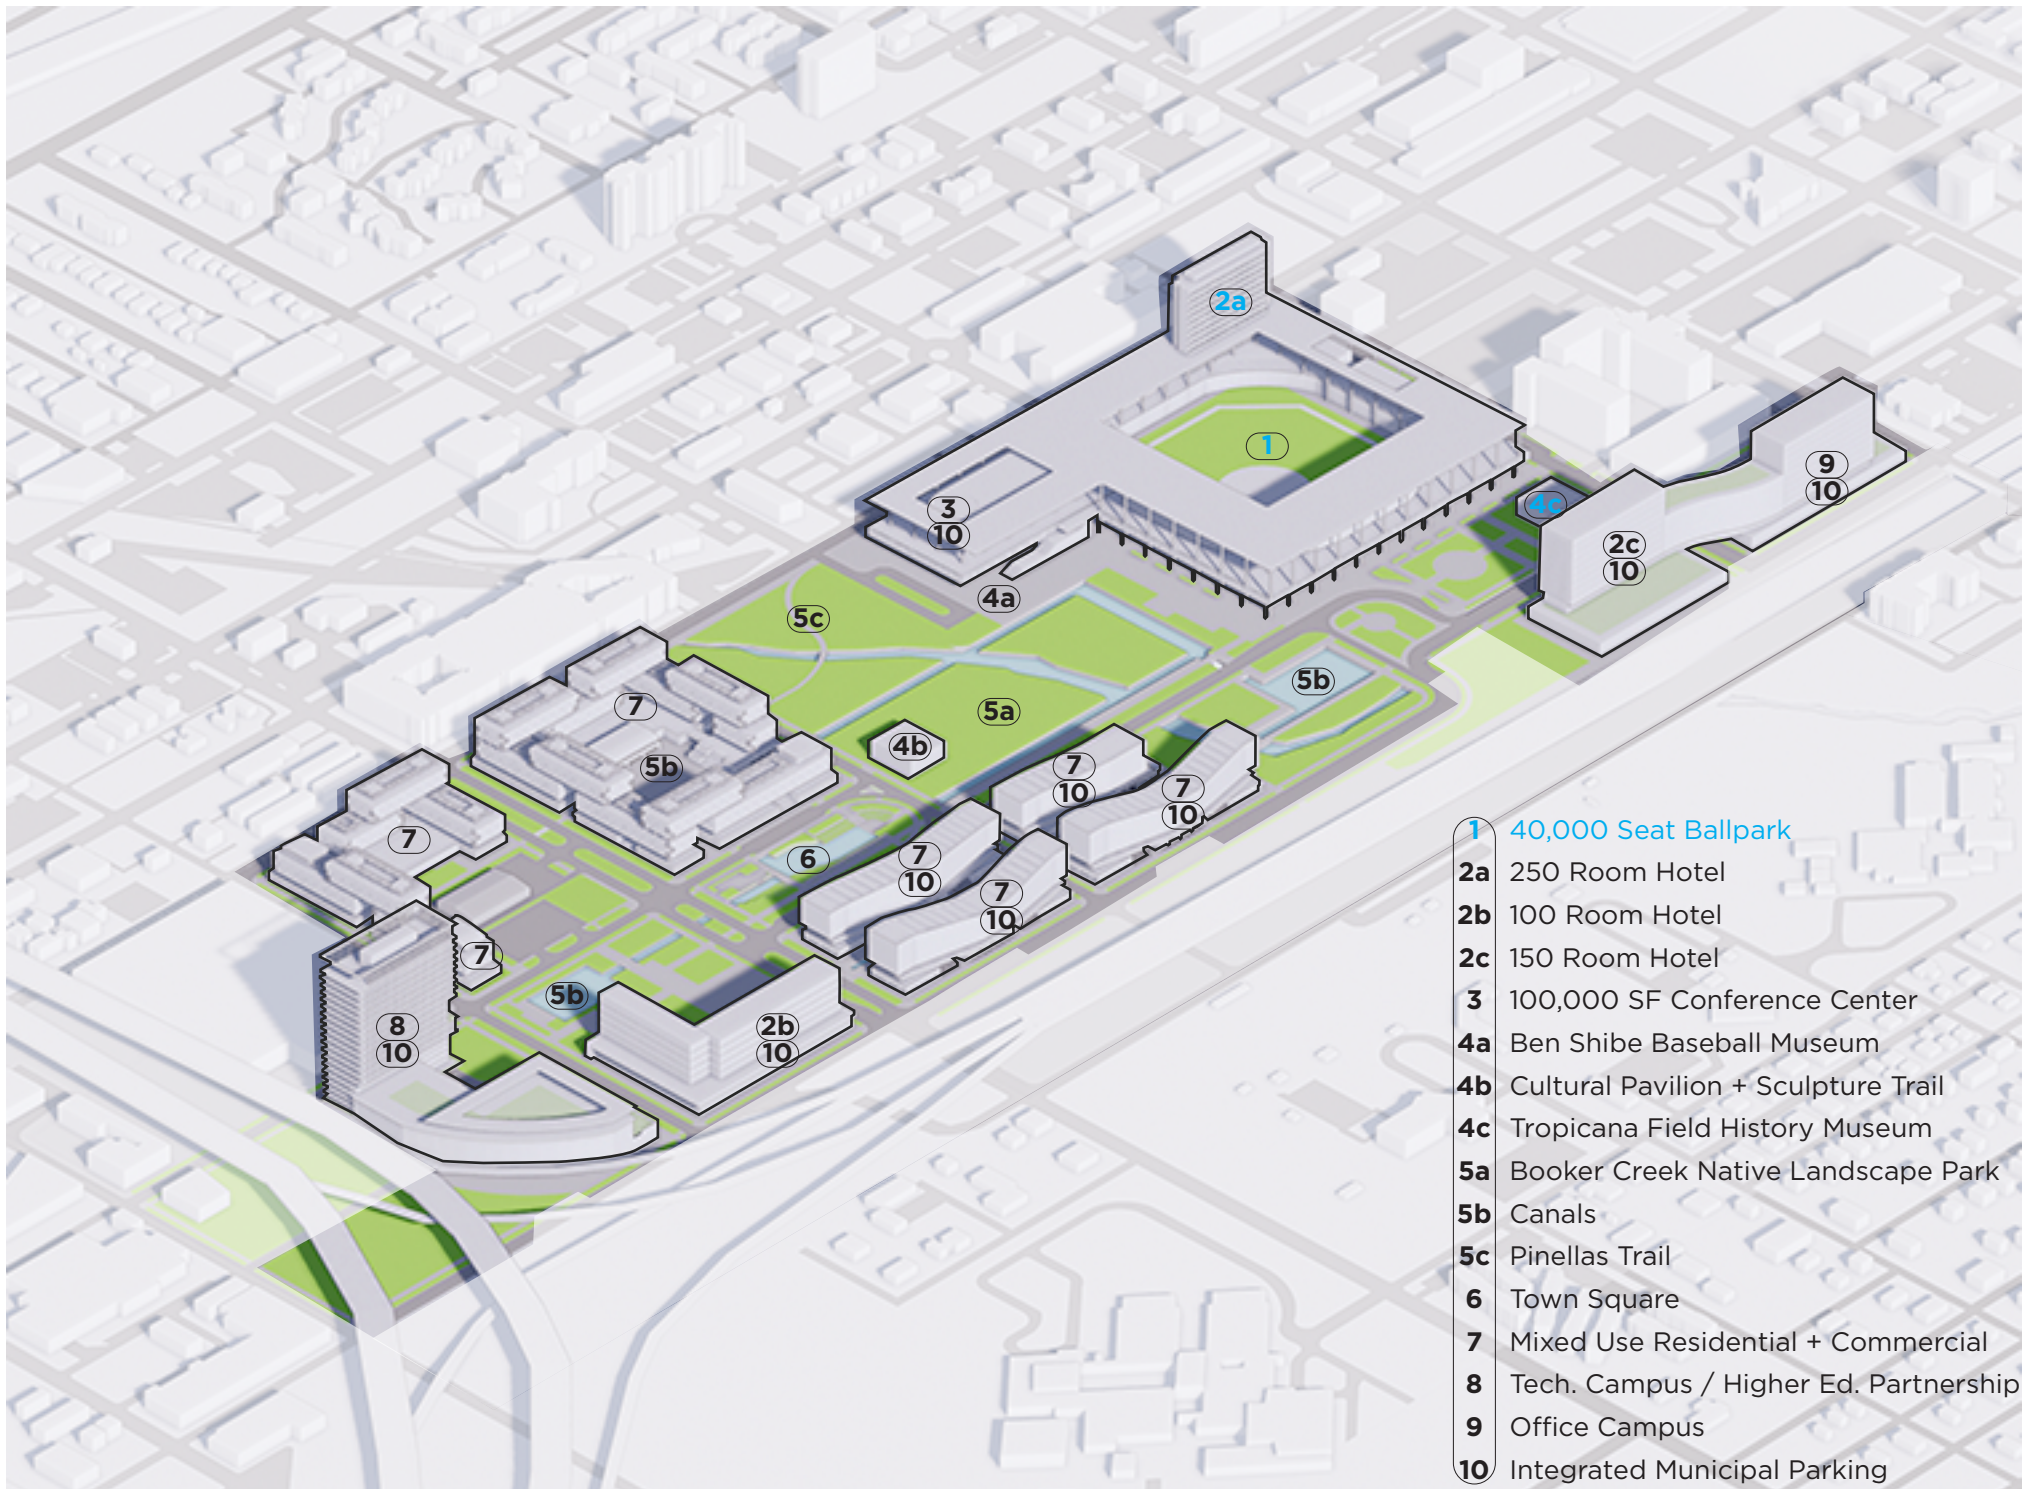 2a
1
9
10
4c
3
10
2c
10
4a
5c
5b
7
5a
4b
5b
7
10
7
10
7
6
7
10
7
10
7
5b
8
10
2b
10
1 40,000 Seat Ballpark
2a 250 Room Hotel
2b 100 Room Hotel
2c 150 Room Hotel
3 100,000 SF Conference Center
4a Ben Shibe Baseball Museum
4b Cultural Pavilion + Sculpture Trail
4c Tropicana Field History Museum
5a Booker Creek Native Landscape Park
5b Canals
5c Pinellas Trail
6 Town Square
7 Mixed Use Residential + Commercial
8 Tech. Campus / Higher Ed. Partnership
9 Office Campus
10 Integrated Municipal Parking